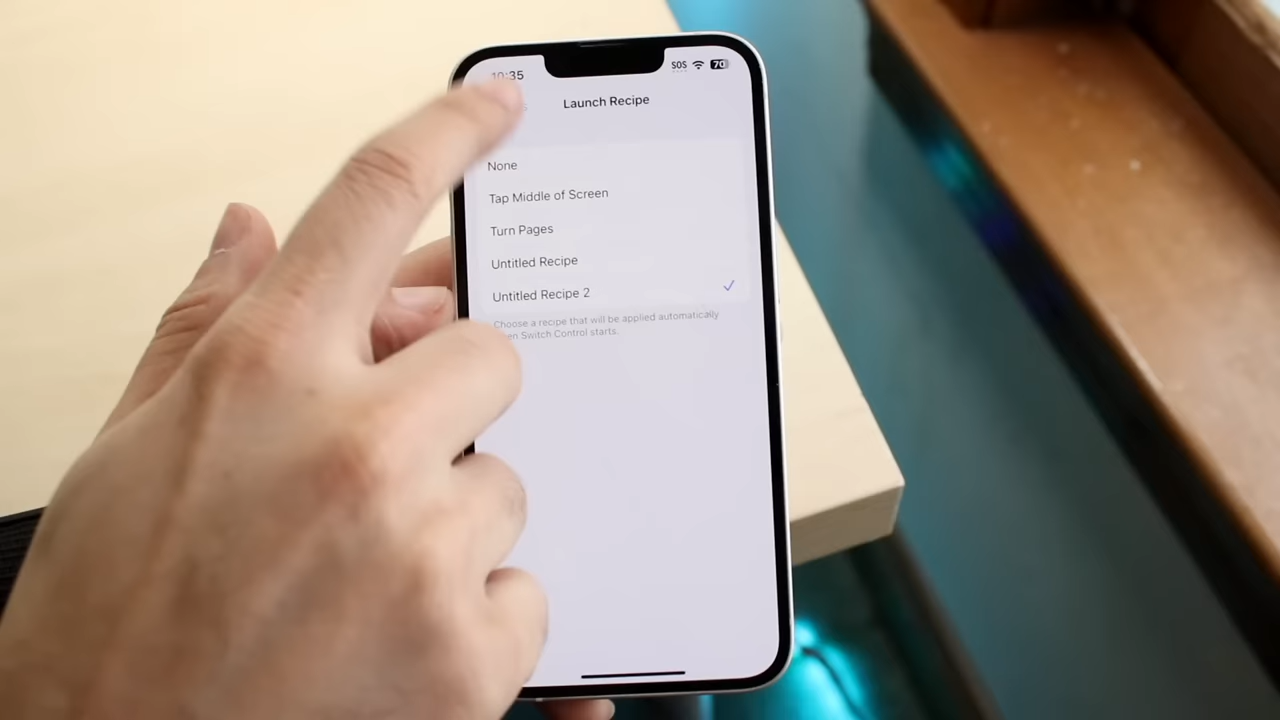 10:35 SOS 70
Launch Recipe
None
Tap Middle of Screen
Turn Pages
Untitled Recipe
Untitled Recipe 2
Choose a recipe that will be applied automatically
Switch Control starts.